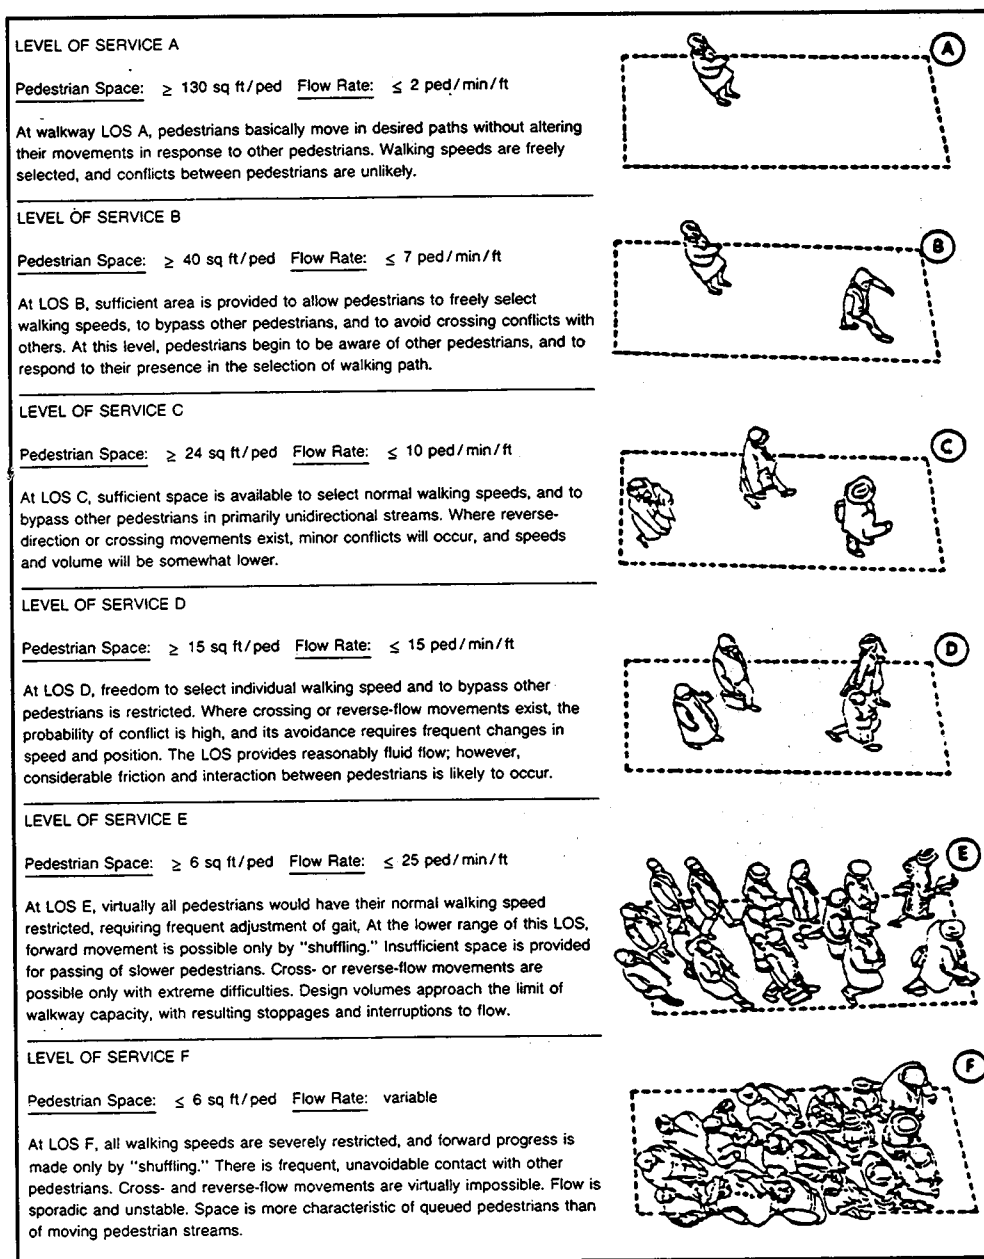 LEVEL OF SERVICE A
Pedestrian Space: ≥ 130 sq ft/ped Flow Rate: ≤ 2 ped/min/ft
At walkway LOS A, pedestrians basically move in desired paths without altering
their movements in response to other pedestrians. Walking speeds are freely
selected, and conflicts between pedestrians are unlikely.
A
LEVEL OF SERVICE B
Pedestrian Space: ≥ 40 sq ft/ped Flow Rate: ≤ 7 ped/min/ft
At LOS B, sufficient area is provided to allow pedestrians to freely select
walking speeds, to bypass other pedestrians, and to avoid crossing conflicts with
others. At this level, pedestrians begin to be aware of other pedestrians, and to
respond to their presence in the selection of walking path.
B
LEVEL OF SERVICE C
Pedestrian Space: ≥ 24 sq ft/ped Flow Rate: ≤ 10 ped/min/ft
At LOS C, sufficient space is available to select normal walking speeds, and to
bypass other pedestrians in primarily unidirectional streams. Where reverse-
direction or crossing movements exist, minor conflicts will occur, and speeds
and volume will be somewhat lower.
C
LEVEL OF SERVICE D
Pedestrian Space: ≥ 15 sq ft/ped Flow Rate: ≤ 15 ped/min/ft
At LOS D, freedom to select individual walking speed and to bypass other
pedestrians is restricted. Where crossing or reverse-flow movements exist, the
probability of conflict is high, and its avoidance requires frequent changes in
speed and position. The LOS provides reasonably fluid flow; however,
considerable friction and interaction between pedestrians is likely to occur.
D
LEVEL OF SERVICE E
Pedestrian Space: ≥ 6 sq ft/ped Flow Rate: ≤ 25 ped/min/ft
At LOS E, virtually all pedestrians would have their normal walking speed
restricted, requiring frequent adjustment of gait, At the lower range of this LOS,
forward movement is possible only by "shuffling." Insufficient space is provided
for passing of slower pedestrians. Cross- or reverse-flow movements are
possible only with extreme difficulties. Design volumes approach the limit of
walkway capacity, with resulting stoppages and interruptions to flow.
E
LEVEL OF SERVICE F
Pedestrian Space: ≤ 6 sq ft/ped Flow Rate: variable
At LOS F, all walking speeds are severely restricted, and forward progress is
made only by "shuffling." There is frequent, unavoidable contact with other
pedestrians. Cross- and reverse-flow movements are virtually impossible. Flow is
sporadic and unstable. Space is more characteristic of queued pedestrians than
of moving pedestrian streams.
F